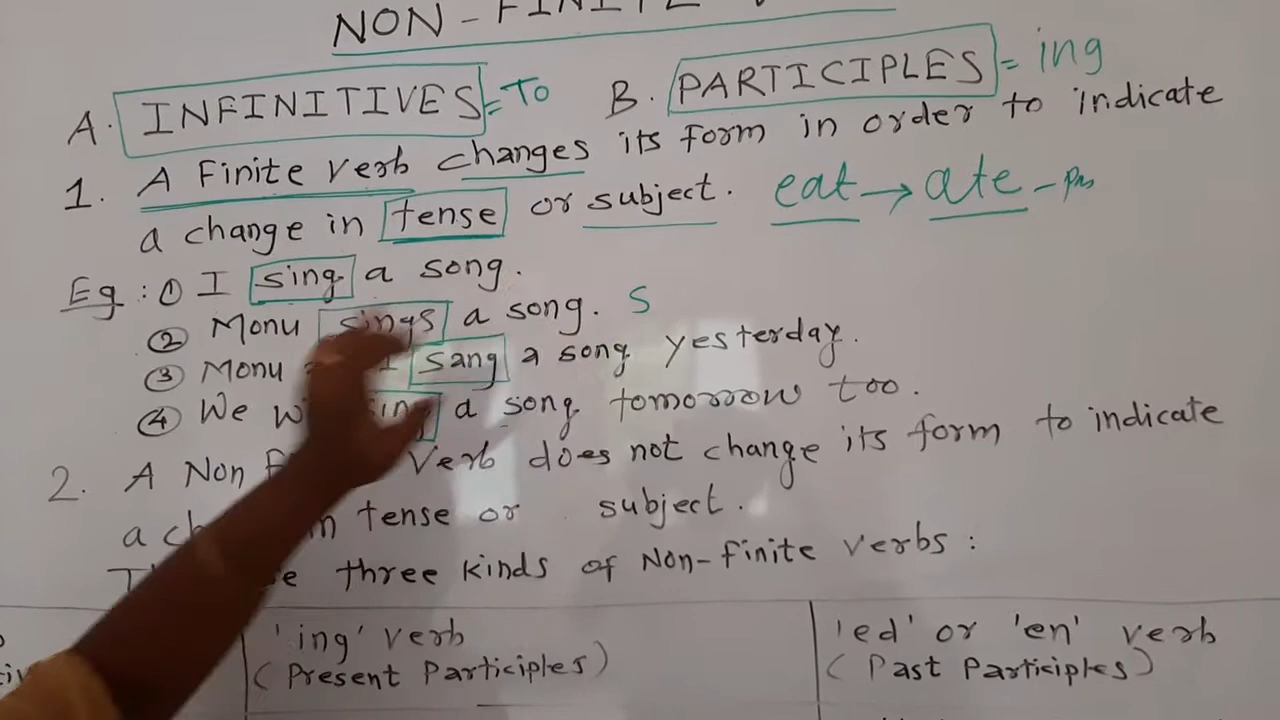 NON - FINITE
A. INFINITIVES = To B. PARTICIPLES = ing
1. A Finite verb changes its form in order to indicate
a change in tense or subject. eat → ate -
Eg: ① I sing a song.
② Monu sings a song. S
③ Monu I sang a song yesterday.
④ We sing a song tomorrow too.
2. A Non verb does not change its form to indicate
a in tense or subject.
three kinds of Non-finite verbs:
'ing' verb 'ed' or 'en' verb
(Present Participles) (Past Participles)